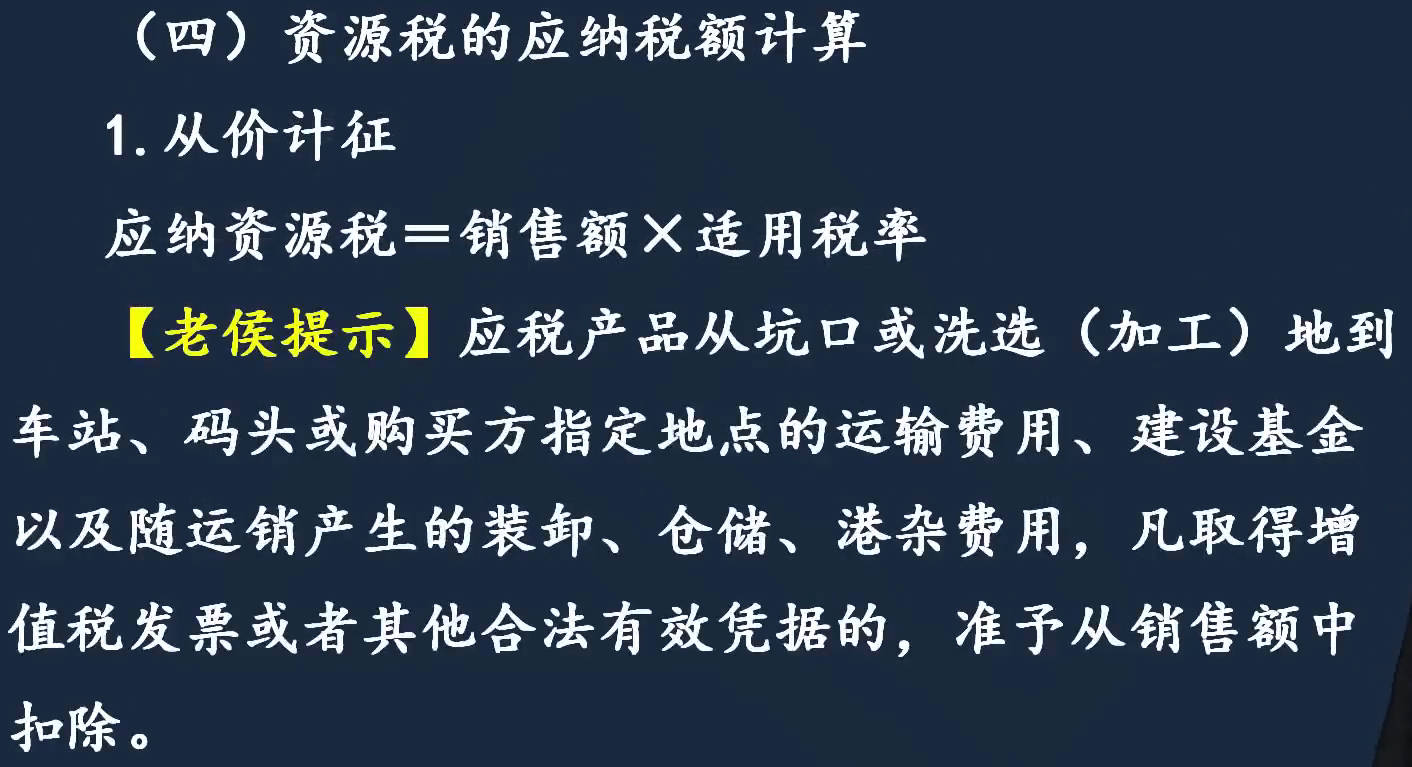 （四）资源税的应纳税额计算
1.从价计征
应纳资源税＝销售额×适用税率
【老侯提示】应税产品从坑口或洗选（加工）地到
车站、码头或购买方指定地点的运输费用、建设基金
以及随运销产生的装卸、仓储、港杂费用，凡取得增
值税发票或者其他合法有效凭据的，准予从销售额中
扣除。